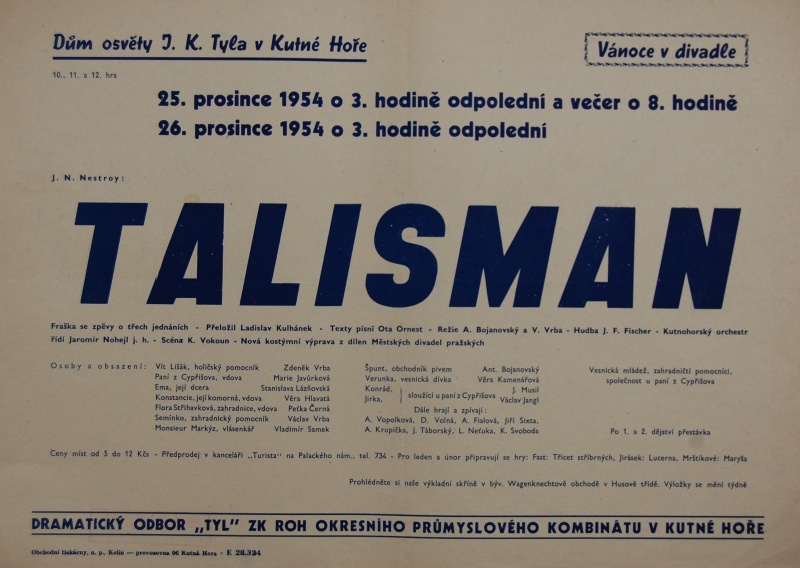 Dům osvěty J. K. Tyla v Kutné Hoře
Vánoce v divadle
10., 11. a 12. hra
25. prosince 1954 o 3. hodině odpolední a večer o 8. hodině
26. prosince 1954 o 3. hodině odpolední
J. N. Nestroy:
TALISMAN
Fraška se zpěvy o třech jednáních - Přeložil Ladislav Kulhánek - Texty písní Ota Ornest - Režie A. Bojanovský a V. Vrba - Hudba J. F. Fischer - Kutnohorský orchestr
řídí Jaromír Nohejl j. h. - Scéna K. Vokoun - Nová kostymní výprava z dílen Městských divadel pražských
Osoby a obsazení:
Vít Lišák, holičský pomocník Zdeněk Vrba
Paní z Cypřišova, vdova Marie Javůrková
Ema, její dcera Stanislava Lázňovská
Konstancie, její komorná, vdova Věra Hlavatá
Flora Střihavková, zahradnice, vdova Pečka Černá
Semínko, zahradnický pomocník Václav Vrba
Monsieur Markýz, vlásenkář Vladimír Samek
Špunt, obchodník pivem Ant. Bojanovský
Verunka, vesnická dívka Věra Kamenářová
Konrád, J. Musil
Jirka, sloužící u paní z Cypřišova Václav Jangl
Dále hrají a zpívají:
A. Vopolková, D. Volná, A. Fialová, Jiří Sixta,
A. Krupička, J. Táborský, L. Neťuka, K. Svoboda
Vesnická mládež, zahradničtí pomocníci,
společnost u paní z Cypřišova
Po 1. a 2. dějství přestávka
Ceny míst od 5 do 12 Kčs - Předprodej v kanceláři „Turista" na Palackého nám., tel. 734 - Pro leden a únor připravují se hry: Fast: Třicet stříbrných, Jirásek: Lucerna, Mrštíkové: Maryša
Prohlédněte si naše výkladní skříně v býv. Wagenknechtově obchodě v Husově třídě. Výložky se mění týdně
DRAMATICKÝ ODBOR „TYL" ZK ROH OKRESNÍHO PRŮMYSLOVÉHO KOMBINÁTU V KUTNÉ HOŘE
Obchodní tiskárny, n. p., Kolín — provozovna 06 Kutná Hora - E 28.324